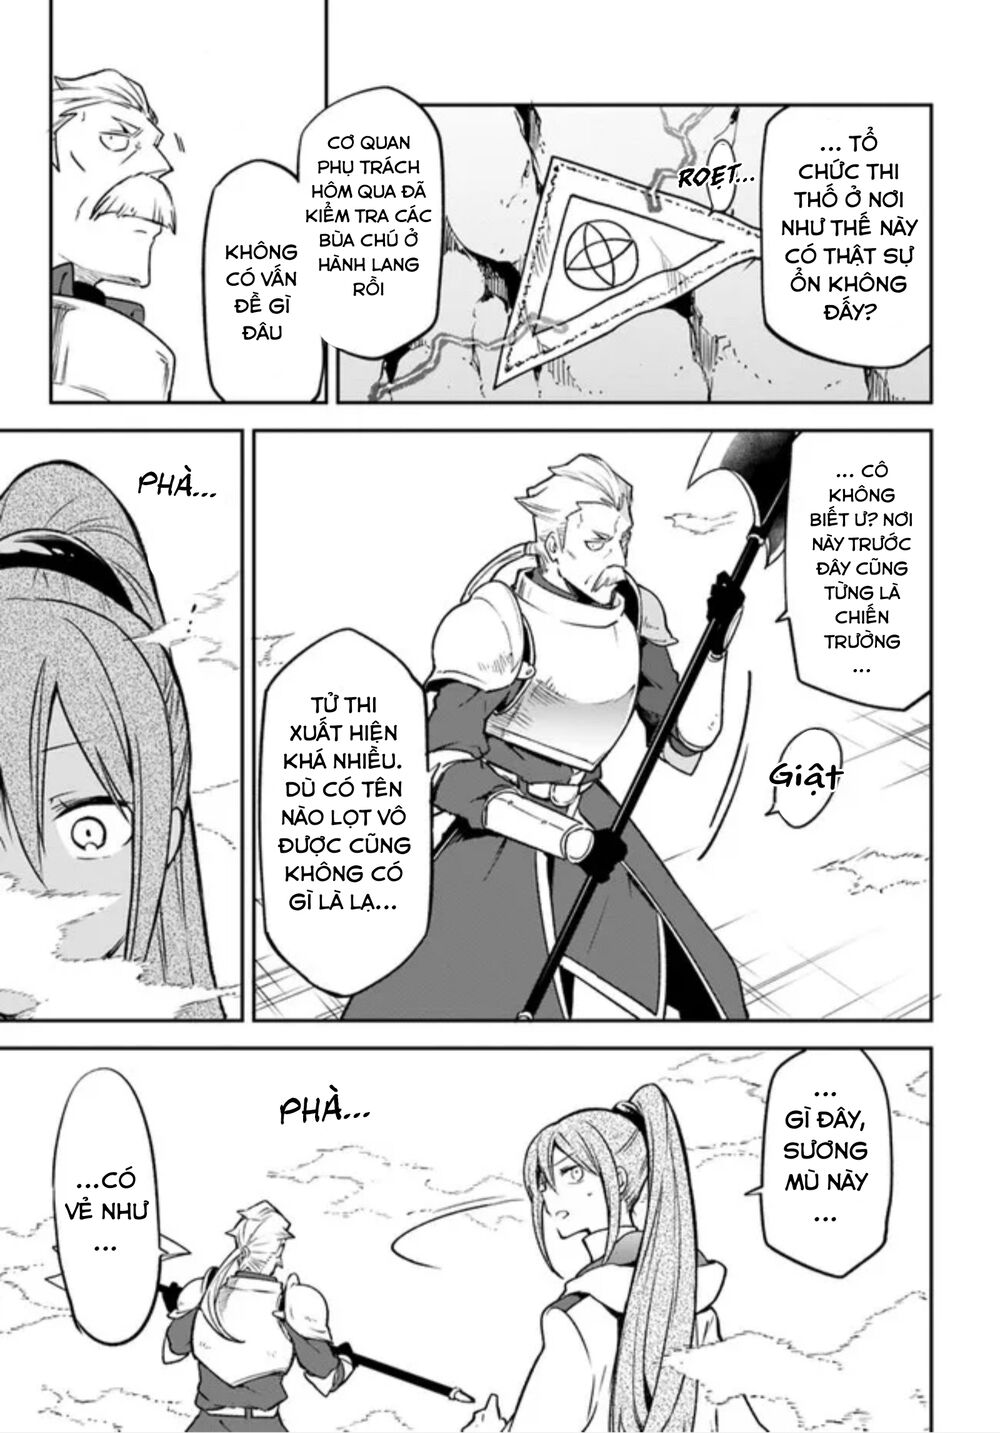 ... TỔ
CHỨC THI
THỐ Ở NƠI
NHƯ THẾ NÀY
CÓ THẬT SỰ
ỔN KHÔNG
ĐẤY?
ROẸT...
CƠ QUAN
PHỤ TRÁCH
HÔM QUA ĐÃ
KIỂM TRA CÁC
BÙA CHÚ Ở
HÀNH LANG
RỒI
KHÔNG
CÓ VẤN
ĐỀ GÌ
ĐÂU
... CÔ
KHÔNG
BIẾT Ư? NƠI
NÀY TRƯỚC
ĐÂY CŨNG
TỪNG LÀ
CHIẾN
TRƯỜNG
...
Giật
TỬ THI
XUẤT HIỆN
KHÁ NHIỀU.
DÙ CÓ TÊN
NÀO LỌT VÔ
ĐƯỢC CŨNG
KHÔNG CÓ
GÌ LÀ LẠ...
PHÀ...
...
GÌ ĐÂY,
SƯƠNG
MÙ NÀY
...
PHÀ...
...CÓ
VẺ NHƯ
...